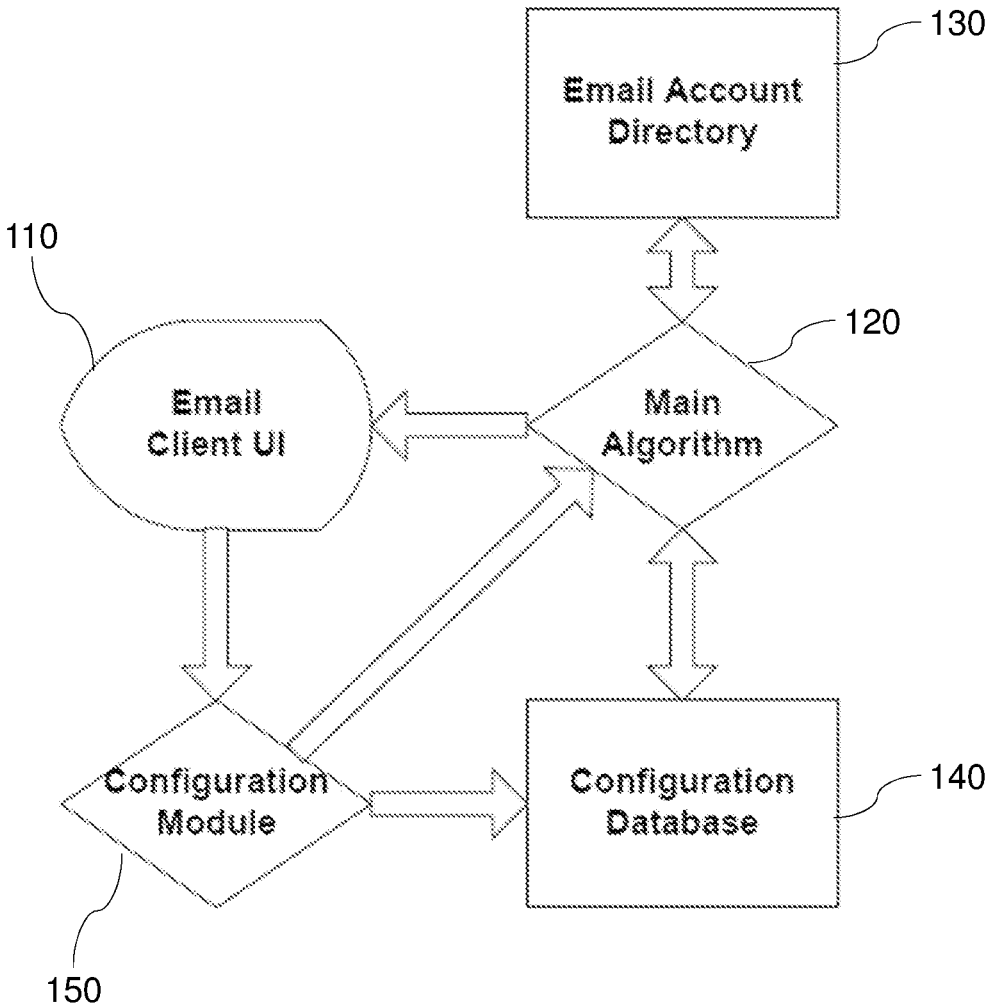 130
Email Account
Directory
110
120
Email
Client UI
Main
Algorithm
Configuration
Module
Configuration
Database
140
150